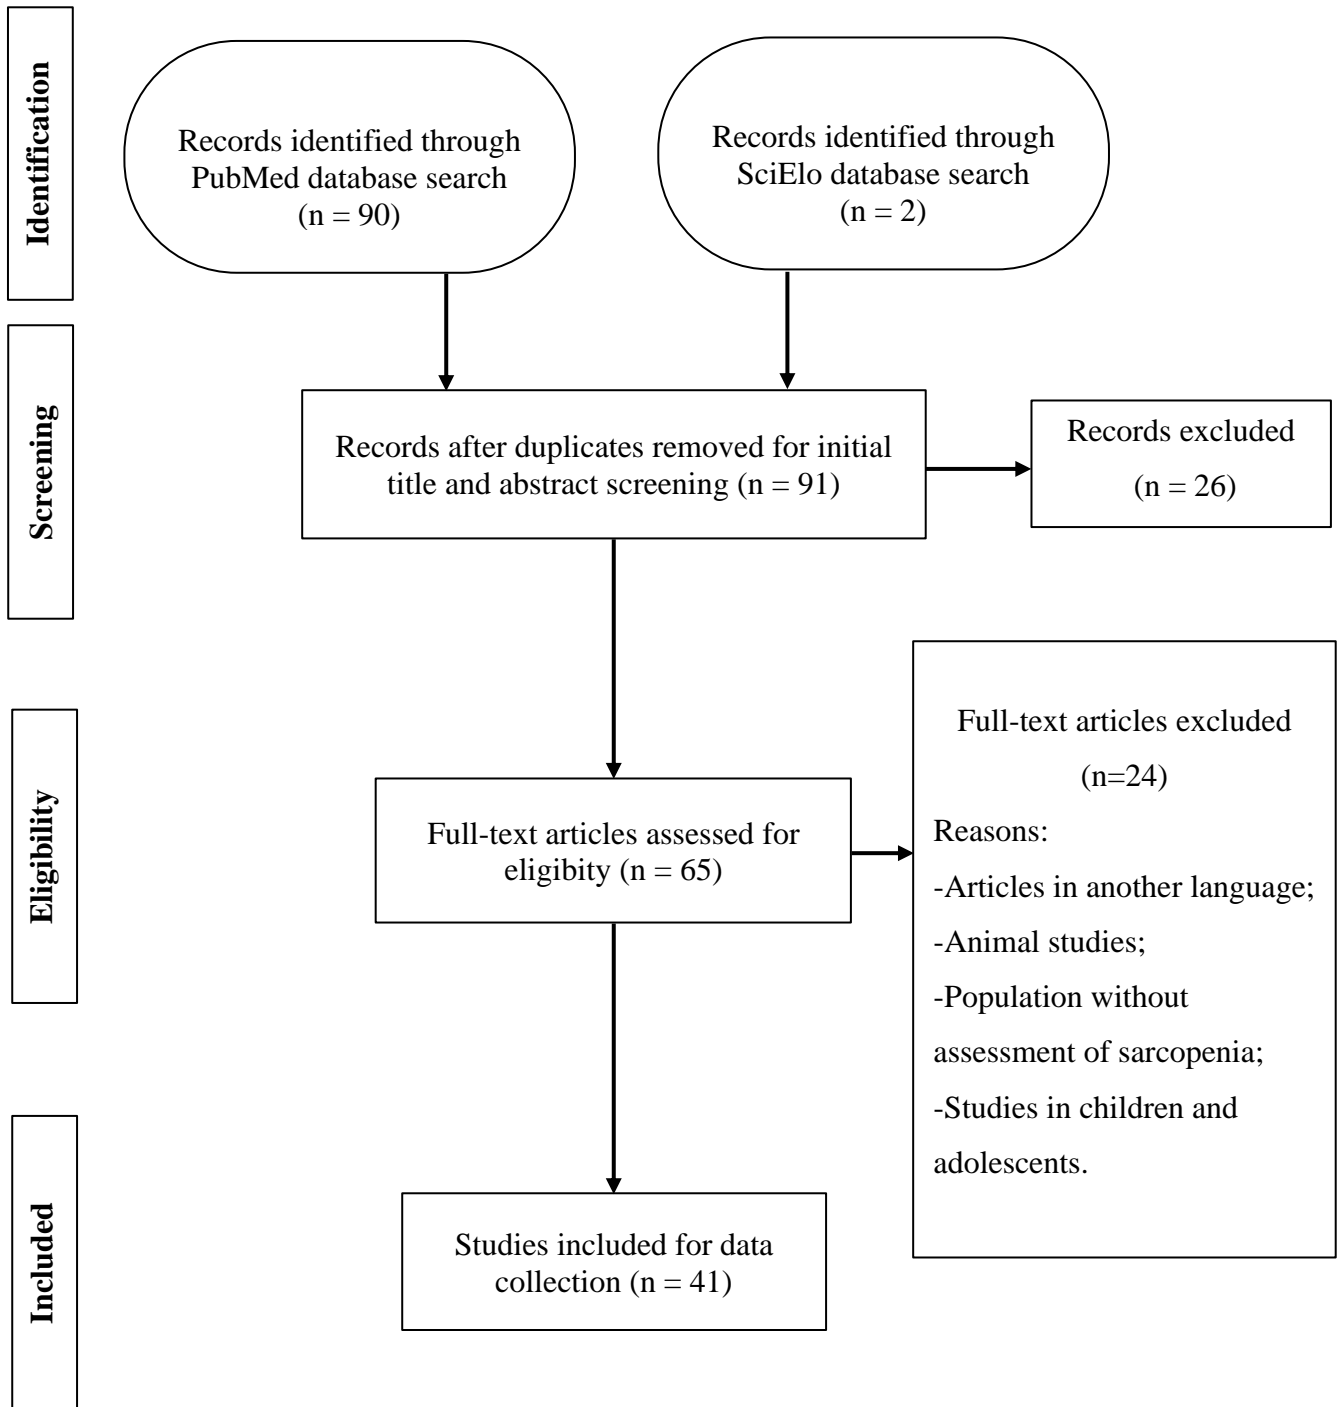 Identification
Records identified through
PubMed database search
(n = 90)
Records identified through
SciElo database search
(n = 2)
Screening
Records after duplicates removed for initial
title and abstract screening (n = 91)
Records excluded
(n = 26)
Eligibility
Full-text articles assessed for
eligibity (n = 65)
Full-text articles excluded
(n=24)
Reasons:
-Articles in another language;
-Animal studies;
-Population without
assessment of sarcopenia;
-Studies in children and
adolescents.
Included
Studies included for data
collection (n = 41)